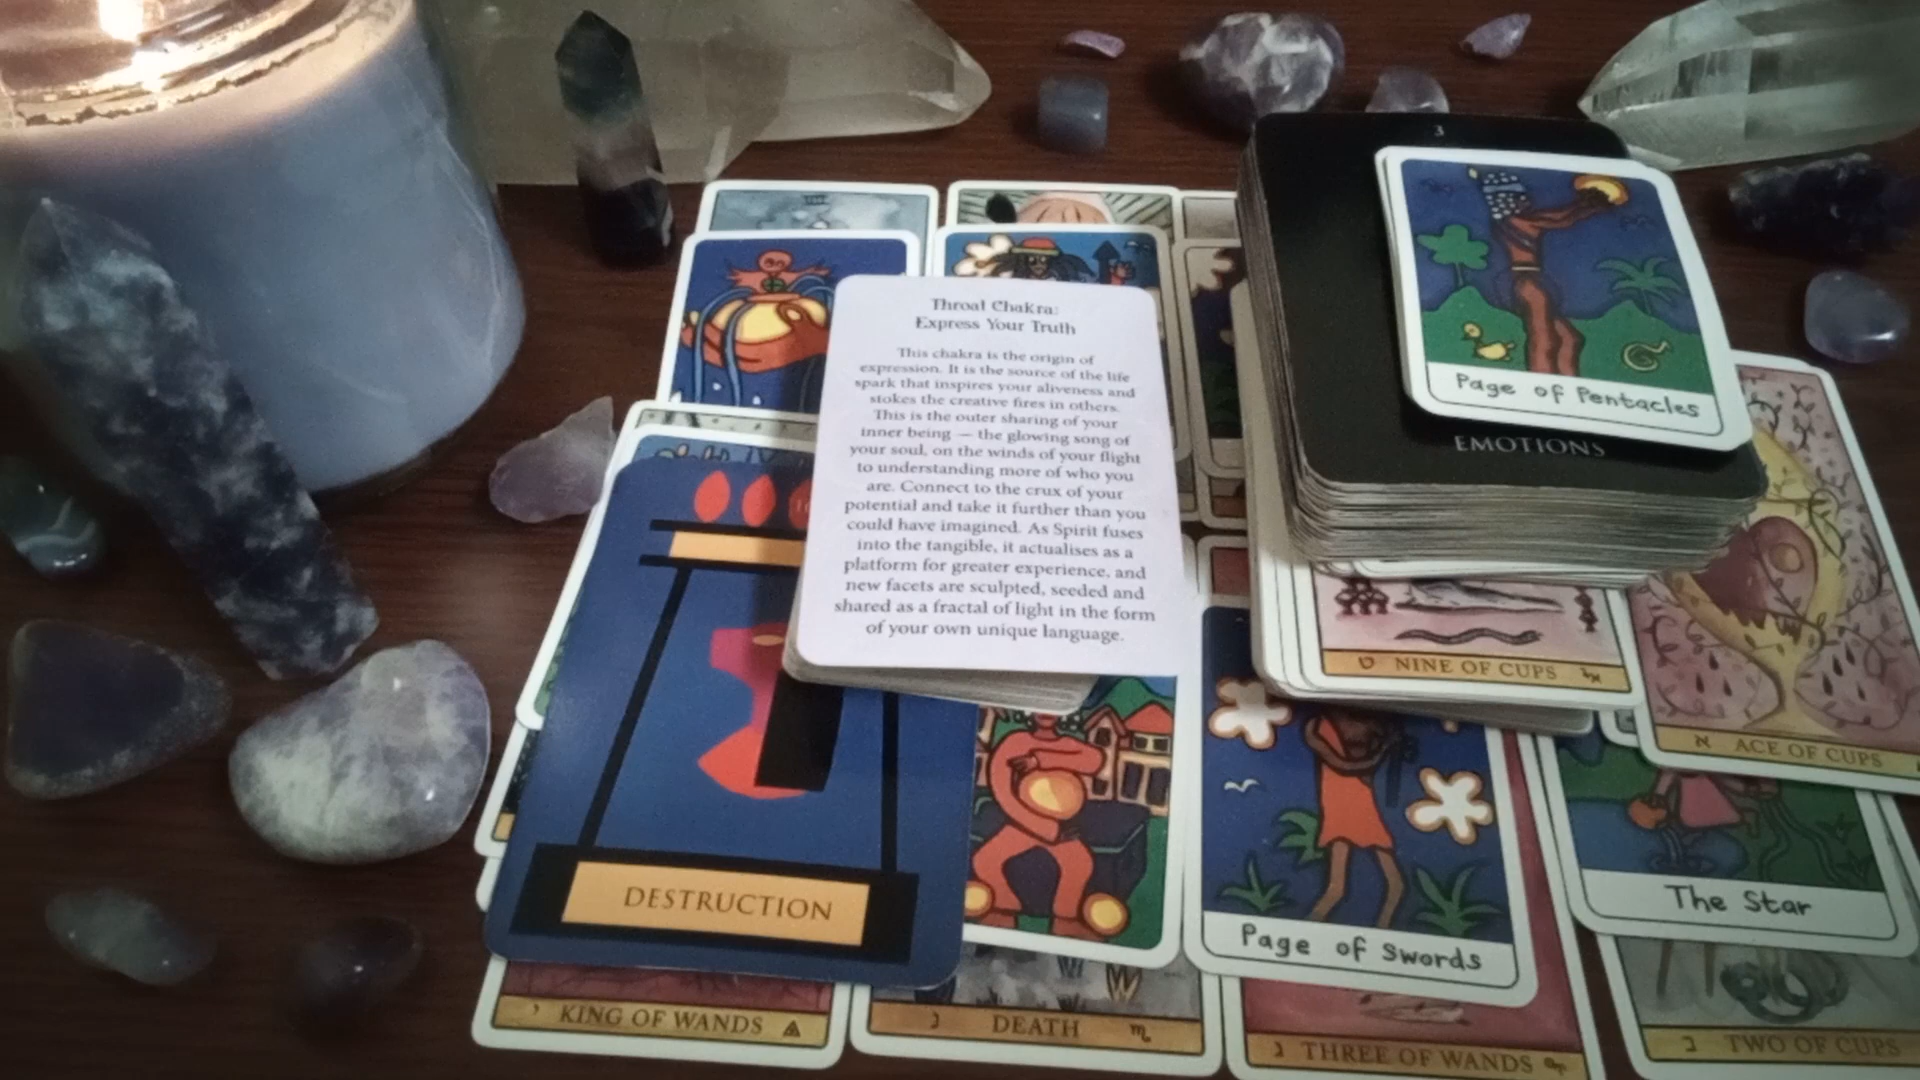 Throat Chakra:
Express Your Truth
This chakra is the origin of
expression. It is the source of the life
spark that inspires your aliveness and
stokes the creative fires in others.
This is the outer sharing of your
inner being — the glowing song of
your soul, on the winds of your flight
to understanding more of who you
are. Connect to the crux of your
potential and take it further than you
could have imagined. As Spirit fuses
into the tangible, it actualises as a
platform for greater experience, and
new facets are sculpted, seeded and
shared as a fractal of light in the form
of your own unique language.
3
Page of Pentacles
EMOTIONS
NINE OF CUPS
א ACE OF CUPS
DESTRUCTION
Page of Swords
The Star
KING OF WANDS
DEATH
THREE OF WANDS
TWO OF CUPS